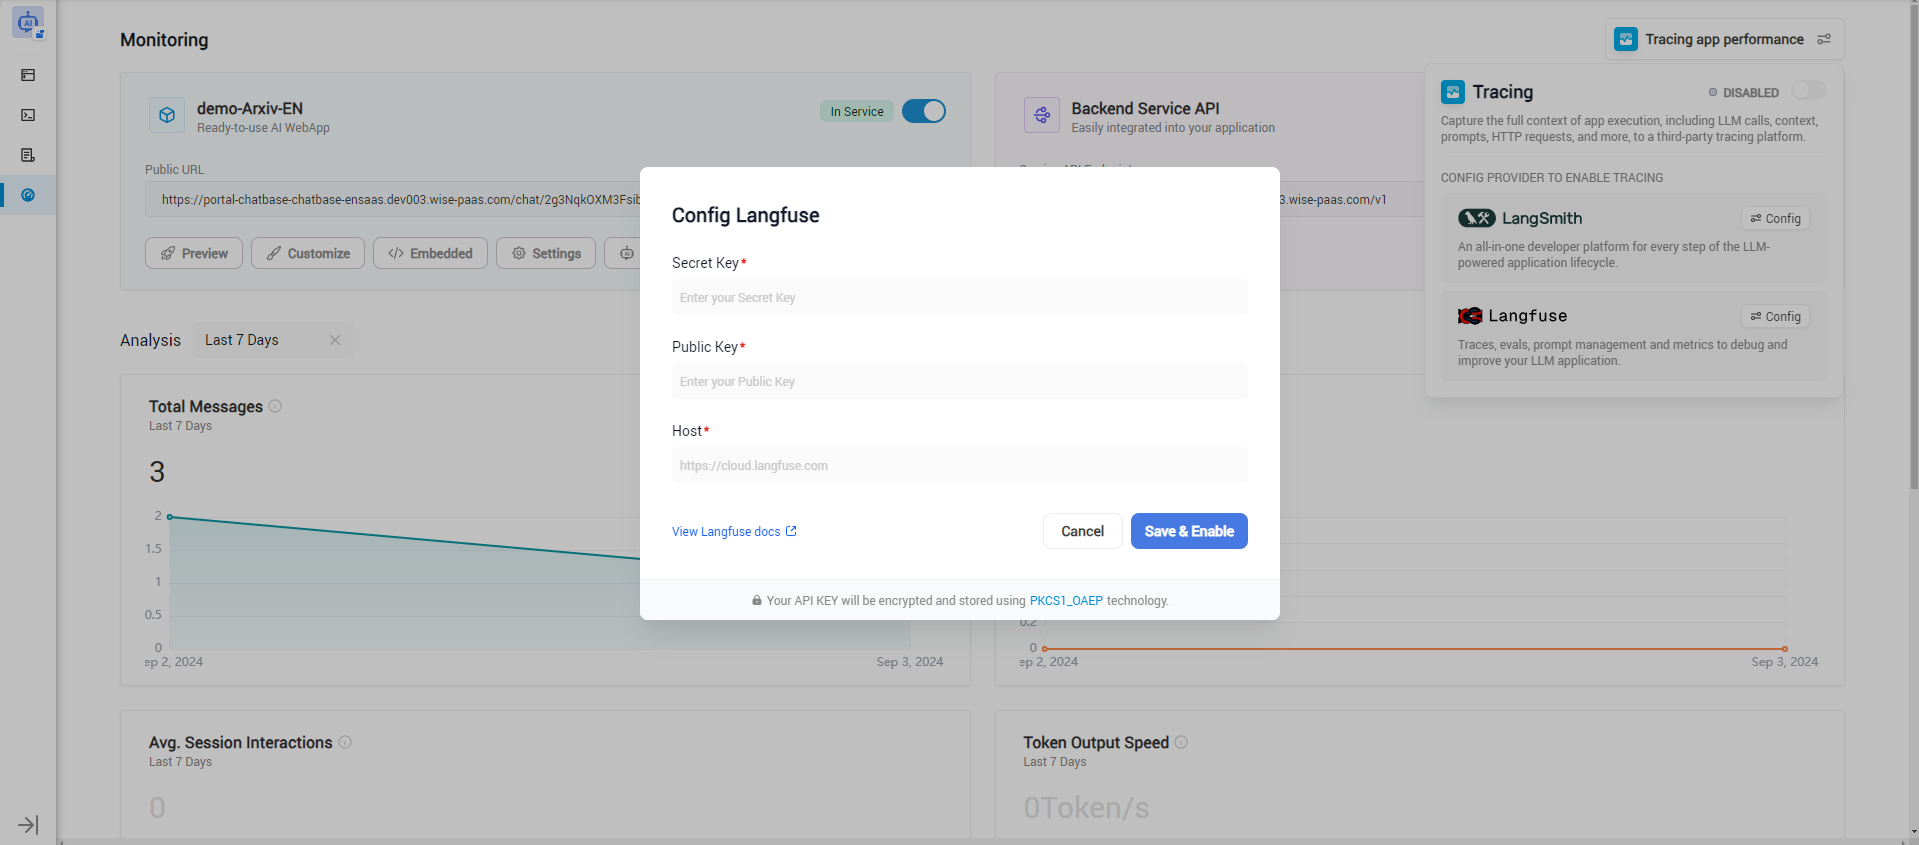 AI
Monitoring
Tracing app performance
demo-Arxiv-EN
Ready-to-use AI WebApp
In Service
Public URL
https://portal-chatbase-chatbase-ensaas.dev003.wise-paas.com/chat/2g3NqkOXM3Fsib
Preview
Customize
Embedded
Settings
AI
Backend Service API
Easily integrated into your application
3.wise-paas.com/v1
Tracing
DISABLED
Capture the full context of app execution, including LLM calls, context,
prompts, HTTP requests, and more, to a third-party tracing platform.
CONFIG PROVIDER TO ENABLE TRACING
LangSmith
Config
An all-in-one developer platform for every step of the LLM-
powered application lifecycle.
Langfuse
Config
Traces, evals, prompt management and metrics to debug and
improve your LLM application.
Config Langfuse
Secret Key*
Enter your Secret Key
Public Key*
Enter your Public Key
Host*
https://cloud.langfuse.com
View Langfuse docs
Cancel
Save & Enable
Your API KEY will be encrypted and stored using PKCS1_OAEP technology.
Analysis
Last 7 Days
Total Messages
Last 7 Days
3
2
1.5
1
0.5
0
ep 2, 2024
Sep 3, 2024
0.2
0
ep 2, 2024
Sep 3, 2024
Avg. Session Interactions
Last 7 Days
0
Token Output Speed
Last 7 Days
0Token/s